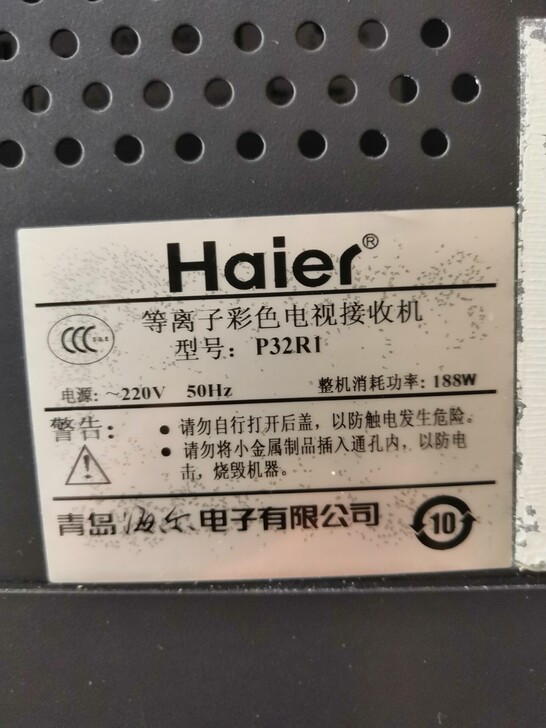 Haier®
CCC
等离子彩色电视接收机
型号：P32R1
电源：~220V 50Hz 整机消耗功率：188W
警告：
● 请勿自行打开后盖，以防触电发生危险。
● 请勿将小金属制品插入通孔内，以防电
击，烧毁机器。
青岛海尔电子有限公司
10